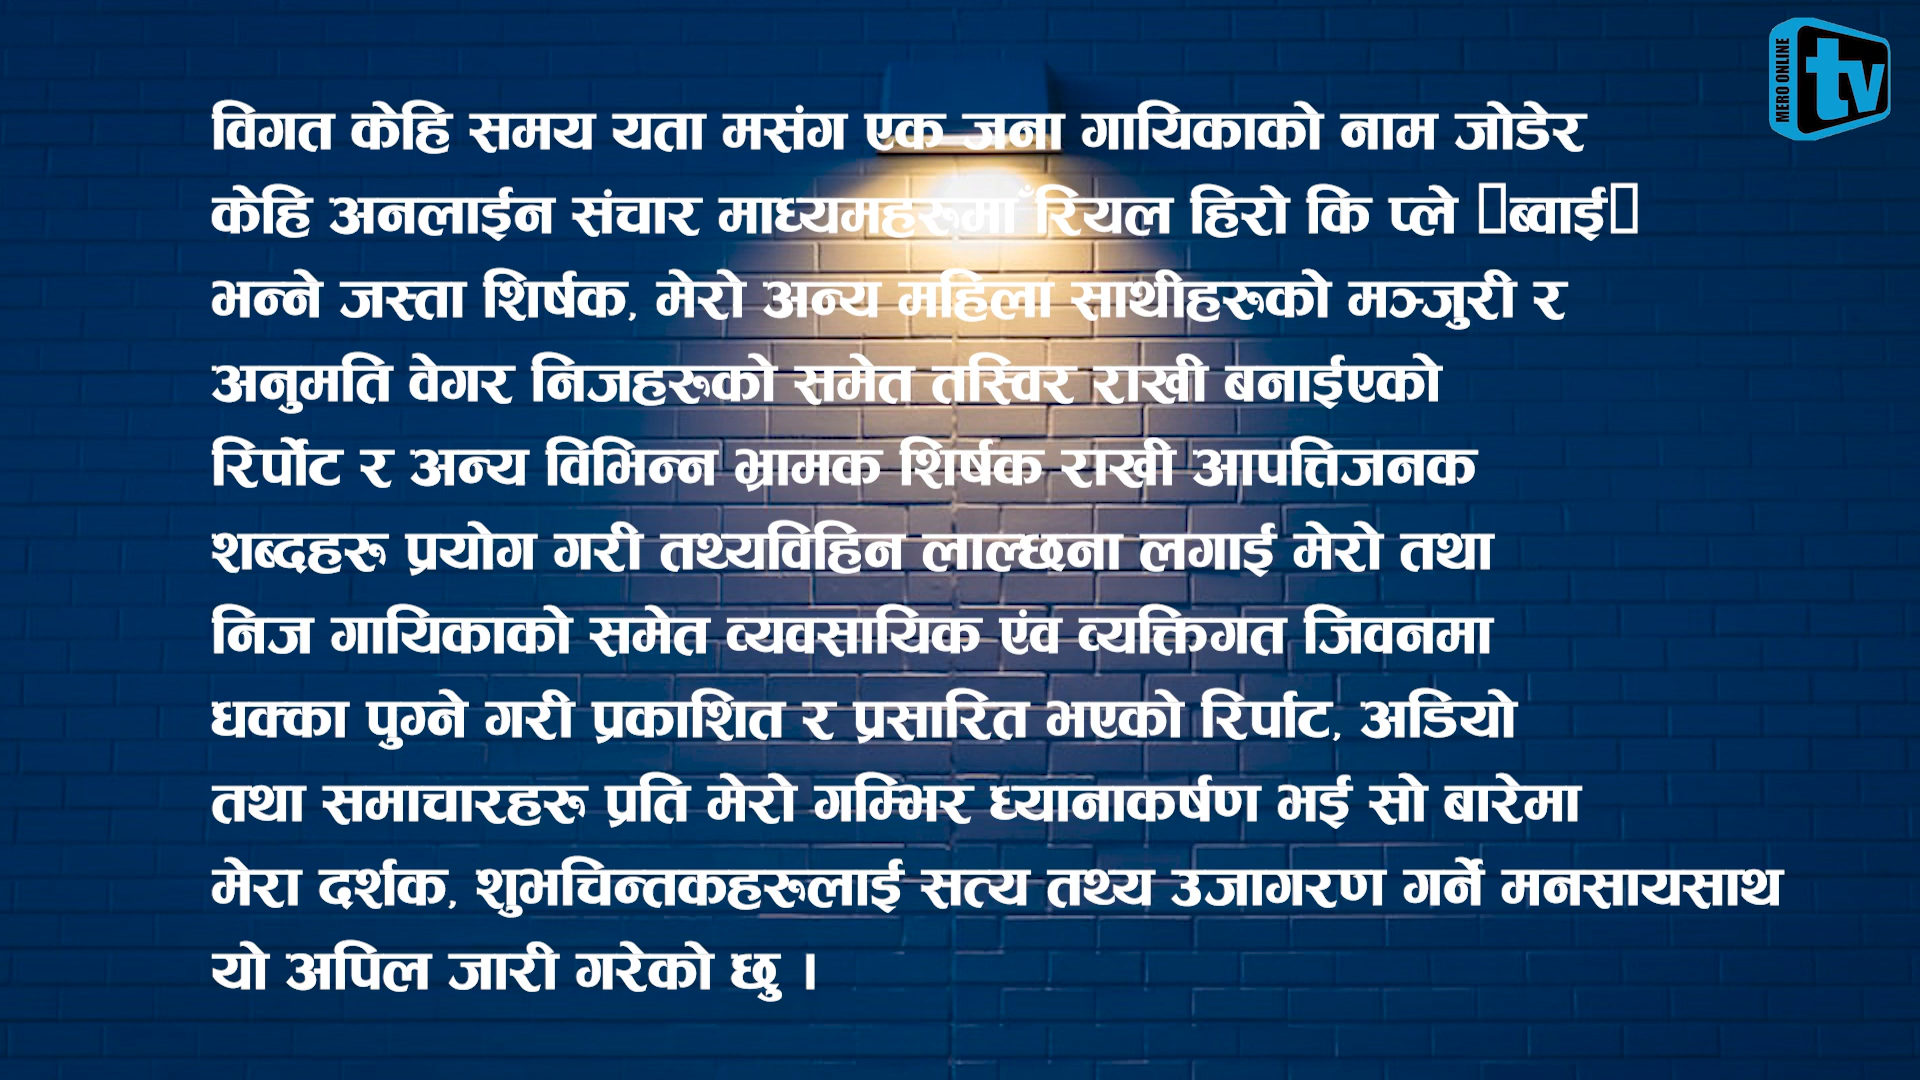 MERO ONLINE tv
विगत केहि समय यता मसंग एक जना गायिकाको नाम जोडेर
केहि अनलाईन संचार माध्यमहरुमाँ रियल हिरो कि प्ले ▯ब्वाई▯
भन्ने जस्ता शिर्षक, मेरो अन्य महिला साथीहरुको मञ्जुरी र
अनुमति वेगर निजहरुको समेत तस्विर राखी बनाईएको
रिर्पोट र अन्य विभिन्न भ्रामक शिर्षक राखी आपत्तिजनक
शब्दहरु प्रयोग गरी तथ्यविहिन लाल्छना लगाई मेरो तथा
निज गायिकाको समेत व्यवसायिक एंव व्यक्तिगत जिवनमा
धक्का पुग्ने गरी प्रकाशित र प्रसारित भएको रिर्पाट, अडियो
तथा समाचारहरु प्रति मेरो गम्भिर ध्यानाकर्षण भई सो बारेमा
मेरा दर्शक, शुभचिन्तकहरुलाई सत्य तथ्य उजागरण गर्ने मनसायसाथ
यो अपिल जारी गरेको छु ।